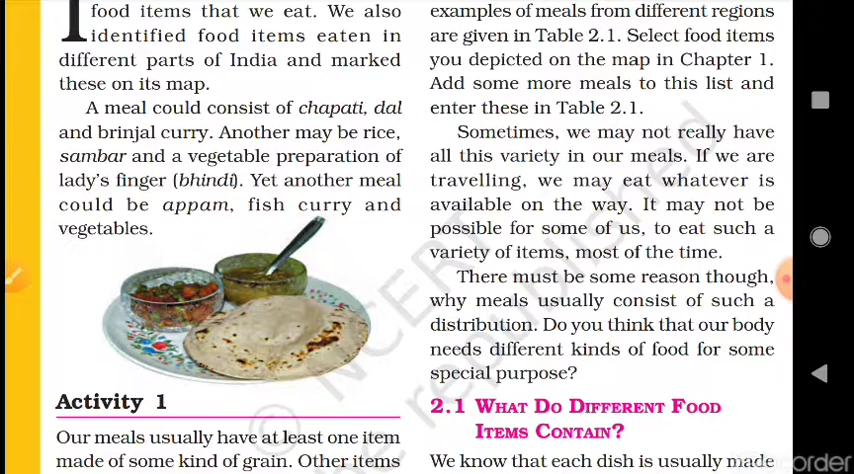 food items that we eat. We also
identified food items eaten in
different parts of India and marked
these on its map.
A meal could consist of chapati, dal
and brinjal curry. Another may be rice,
sambar and a vegetable preparation of
lady's finger (bhindi). Yet another meal
could be appam, fish curry and
vegetables.
Activity 1
Our meals usually have at least one item
made of some kind of grain. Other items
examples of meals from different regions
are given in Table 2.1. Select food items
you depicted on the map in Chapter 1.
Add some more meals to this list and
enter these in Table 2.1.
Sometimes, we may not really have
all this variety in our meals. If we are
travelling, we may eat whatever is
available on the way. It may not be
possible for some of us, to eat such a
variety of items, most of the time.
There must be some reason though,
why meals usually consist of such a
distribution. Do you think that our body
needs different kinds of food for some
special purpose?
2.1 What Do Different Food
Items Contain?
We know that each dish is usually made
© NCERT
be republished